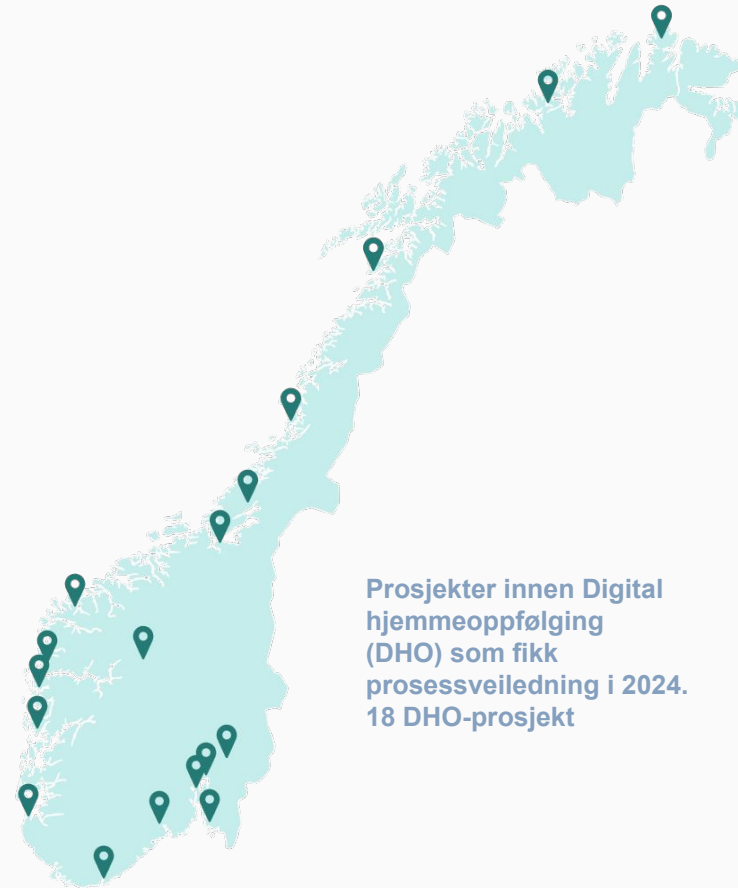 Prosjekter innen Digital
hjemmeoppfølging
(DHO) som fikk
prosessveiledning i 2024.
18 DHO-prosjekt